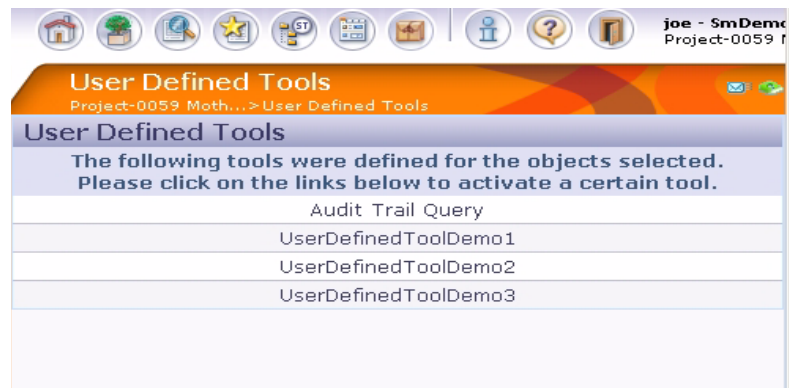 joe - SmDemo
Project-0059 M
User Defined Tools
Project-0059 Moth...>User Defined Tools
User Defined Tools
The following tools were defined for the objects selected.
Please click on the links below to activate a certain tool.
Audit Trail Query
UserDefinedToolDemo1
UserDefinedToolDemo2
UserDefinedToolDemo3